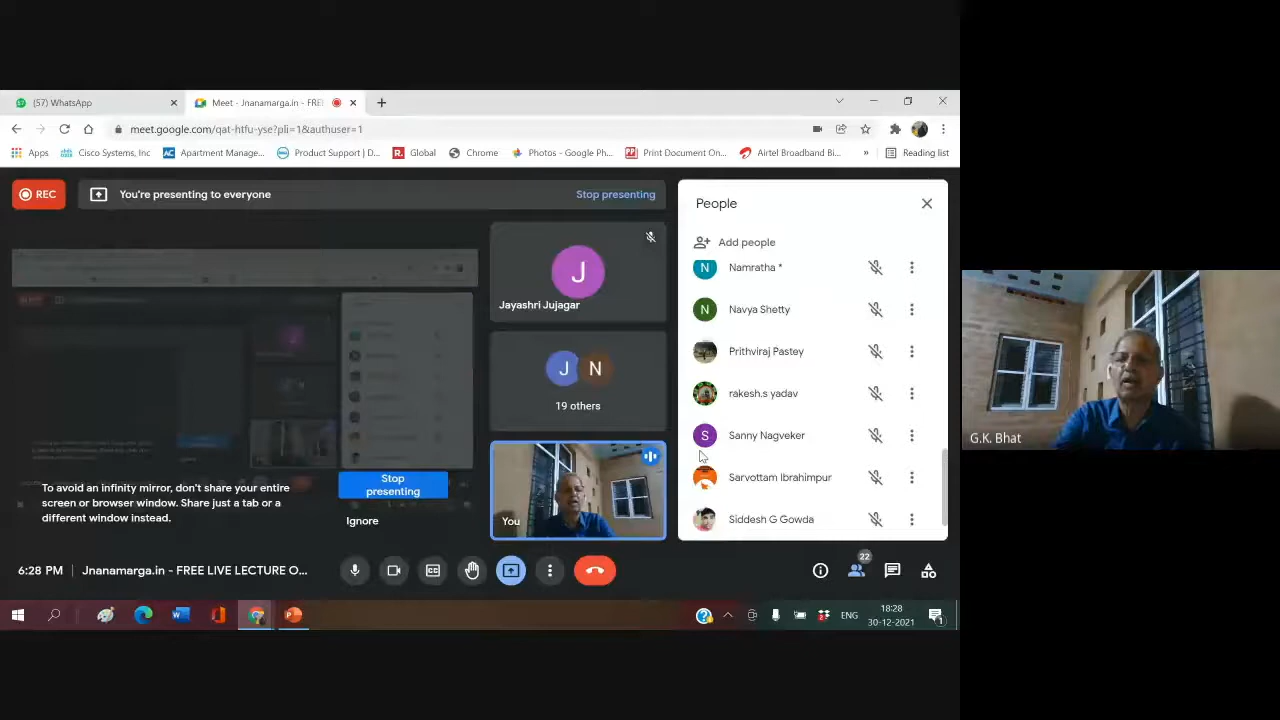 (57) WhatsApp
Meet - Jnanamarga.in - FREE
meet.google.com/qat-htfu-yse?pli=1&authuser=1
Apps
Cisco Systems, Inc
Apartment Manage...
Product Support | D...
Global
Chrome
Photos - Google Ph...
Print Document On...
Airtel Broadband Bi...
»
Reading list
REC
You're presenting to everyone
Stop presenting
People
Add people
J
Jayashri Jujagar
N
Namratha *
N
Navya Shetty
Prithviraj Pastey
J N
19 others
rakesh.s yadav
S
Sanny Nagveker
Sarvottam Ibrahimpur
Siddesh G Gowda
To avoid an infinity mirror, don't share your entire
screen or browser window. Share just a tab or a
different window instead.
Stop
presenting
Ignore
You
G.K. Bhat
6:28 PM | Jnanamarga.in - FREE LIVE LECTURE O...
22
ENG
18:28
30-12-2021
1